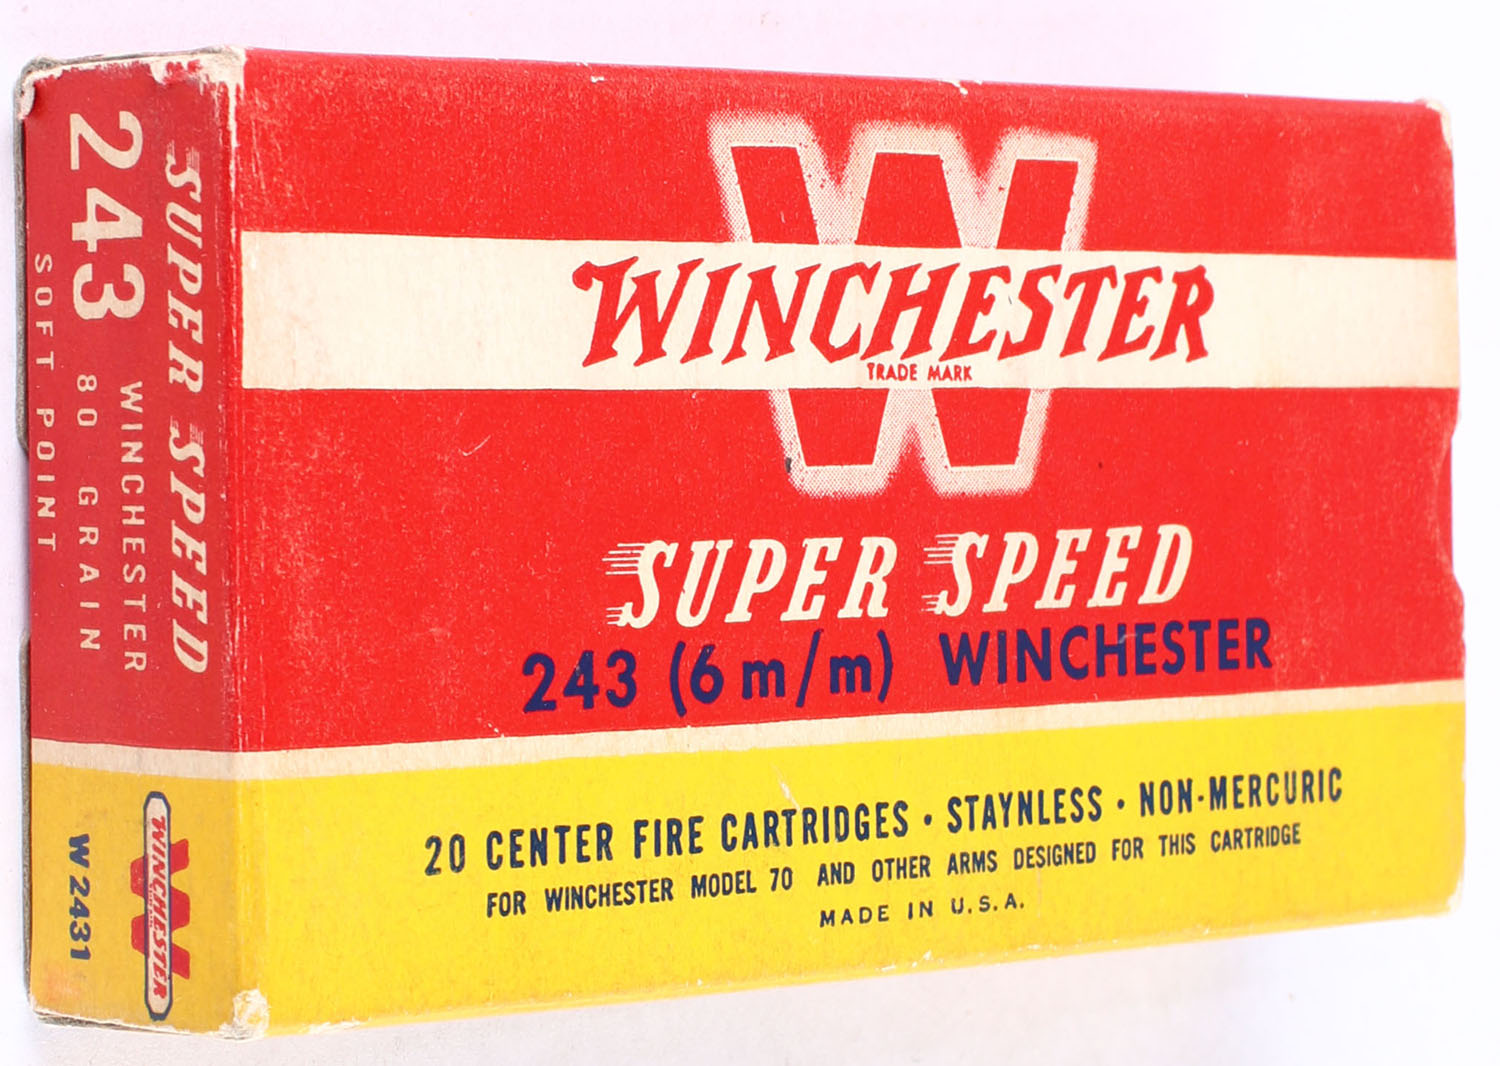 W
WINCHESTER
TRADE MARK
SUPER SPEED
243 (6 m/m) WINCHESTER
20 CENTER FIRE CARTRIDGES • STAYNLESS • NON-MERCURIC
FOR WINCHESTER MODEL 70 AND OTHER ARMS DESIGNED FOR THIS CARTRIDGE
MADE IN U.S.A.
SUPER SPEED
243 WINCHESTER
80 GRAIN
SOFT POINT
W
WINCHESTER
W2431